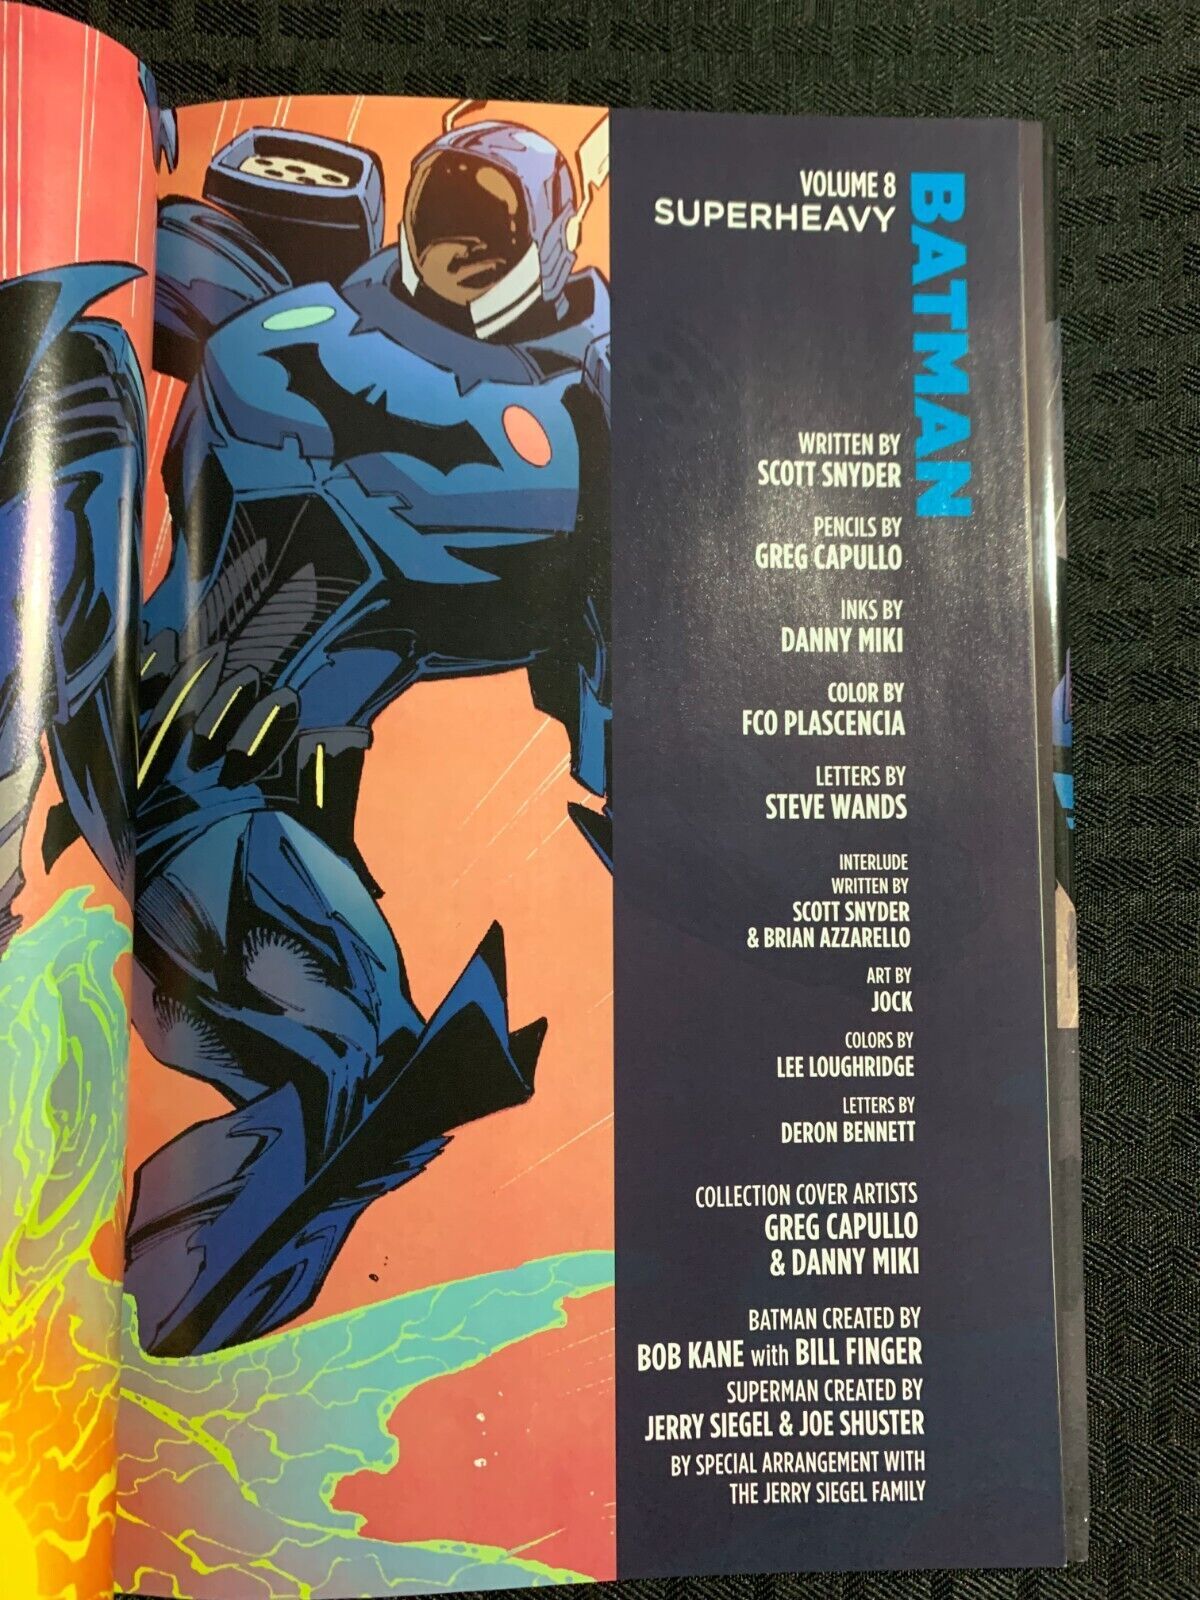 BATMAN
VOLUME 8
SUPERHEAVY
WRITTEN BY
SCOTT SNYDER
PENCILS BY
GREG CAPULLO
INKS BY
DANNY MIKI
COLOR BY
FCO PLASCENCIA
LETTERS BY
STEVE WANDS
INTERLUDE
WRITTEN BY
SCOTT SNYDER
& BRIAN AZZARELLO
ART BY
JOCK
COLORS BY
LEE LOUGHRIDGE
LETTERS BY
DERON BENNETT
COLLECTION COVER ARTISTS
GREG CAPULLO
& DANNY MIKI
BATMAN CREATED BY
BOB KANE with BILL FINGER
SUPERMAN CREATED BY
JERRY SIEGEL & JOE SHUSTER
BY SPECIAL ARRANGEMENT WITH
THE JERRY SIEGEL FAMILY